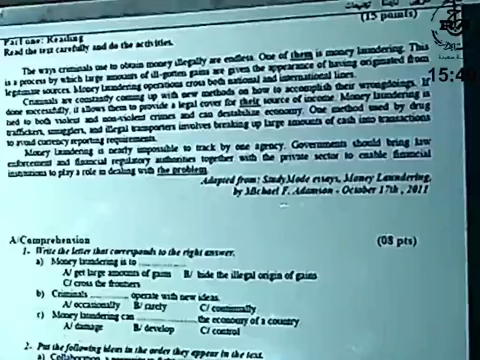 (15 points)
Part one: Reading
Read the text carefully and do the activities.
The ways criminals use to obtain money illegally are endless. One of them is money laundering. This
is a process by which large amounts of ill-gotten gains are given the appearance of having originated from
legitimate sources. Money laundering operations cross both national and international lines.
Criminals are constantly coming up with new methods on how to accomplish their wrongdoings. If
done successfully, it allows them to provide a legal cover for their source of income. Money laundering is
tied to both violent and non-violent crimes and can destabilize economy. One method used by drug
traffickers, smugglers, and illegal transporters involves breaking up large amounts of cash into transactions
to avoid currency reporting requirements.
Money laundering is nearly impossible to track by one agency. Governments should bring law
enforcement and financial regulatory authorities together with the private sector to enable financial
institutions to play a role in dealing with the problem.
Adapted from: StudyMode essays, Money Laundering,
by Michael F. Adamson - October 17th, 2011
A/Comprehension (08 pts)
1- Write the letter that corresponds to the right answer.
a) Money laundering is to ..............
A/ get large amounts of gains B/ hide the illegal origin of gains
C/ cross the frontiers
b) Criminals .............. operate with new ideas.
A/ occasionally B/ rarely C/ continually
c) Money laundering can .............. the economy of a country
A/ damage B/ develop C/ control
2- Put the following ideas in the order they appear in the text.
15:40